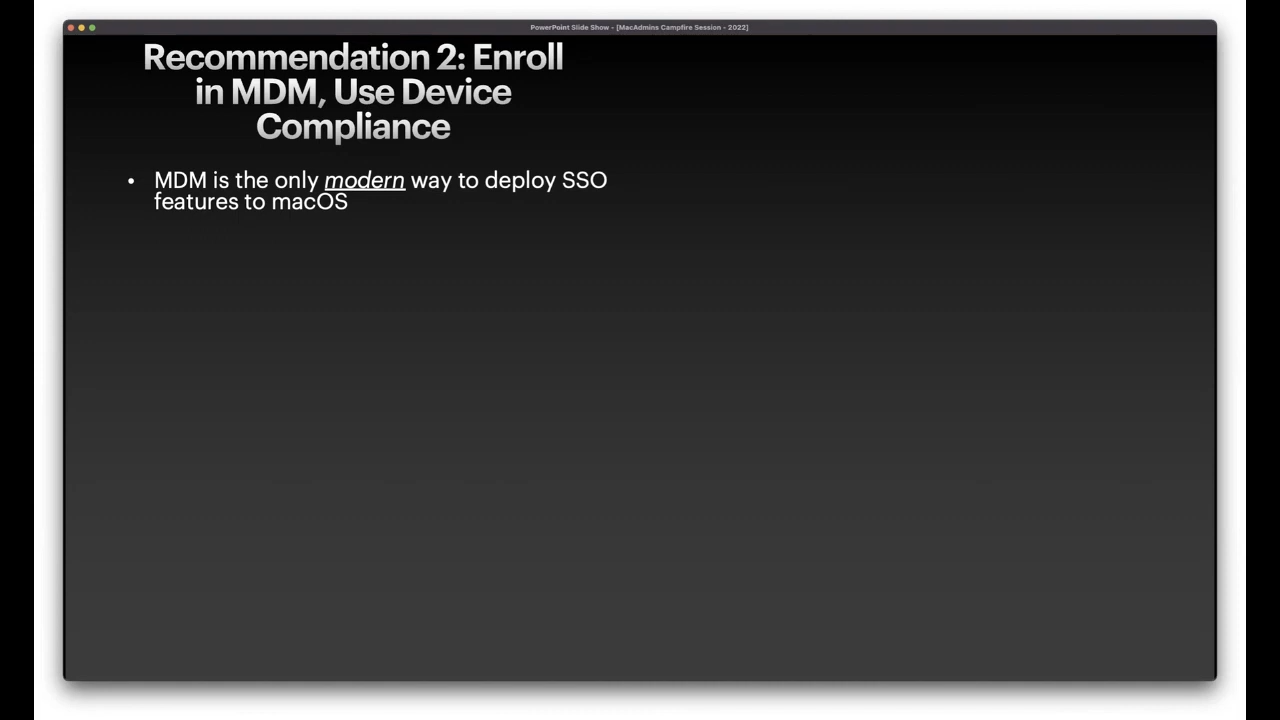 PowerPoint Slide Show - [MacAdmins Campfire Session - 2022]
Recommendation 2: Enroll
in MDM, Use Device
Compliance
• MDM is the only modern way to deploy SSO
features to macOS